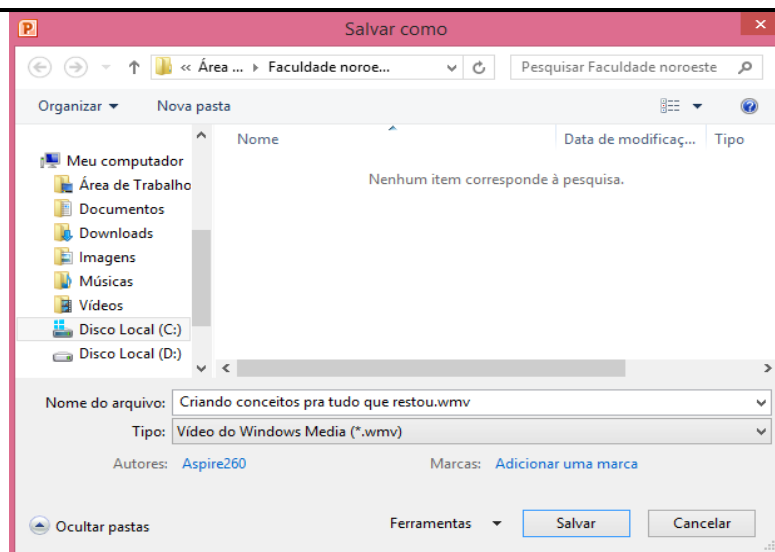 Salvar como
« Área ... Faculdade noroe...
Pesquisar Faculdade noroeste
Organizar
Nova pasta
Nome
Data de modificaç...
Tipo
Nenhum item corresponde à pesquisa.
Meu computador
Área de Trabalho
Documentos
Downloads
Imagens
Músicas
Vídeos
Disco Local (C:)
Disco Local (D:)
Nome do arquivo: Criando conceitos pra tudo que restou.wmv
Tipo: Vídeo do Windows Media (*.wmv)
Autores: Aspire260
Marcas: Adicionar uma marca
Ocultar pastas
Ferramentas
Salvar
Cancelar